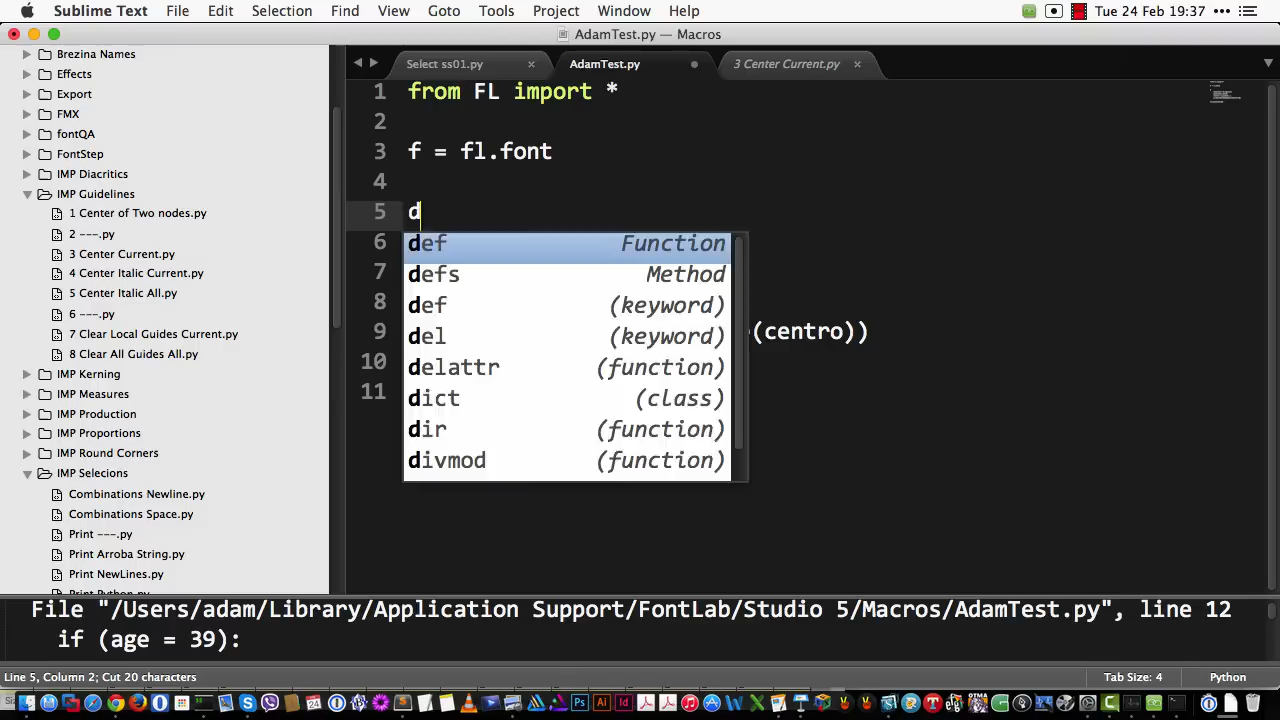 Sublime Text File Edit Selection Find View Goto Tools Project Window Help Tue 24 Feb 19:37
AdamTest.py — Macros
Brezina Names
Effects
Export
FMX
fontQA
FontStep
IMP Diacritics
IMP Guidelines
1 Center of Two nodes.py
2 ---.py
3 Center Current.py
4 Center Italic Current.py
5 Center Italic All.py
6 ---.py
7 Clear Local Guides Current.py
8 Clear All Guides All.py
IMP Kerning
IMP Measures
IMP Production
IMP Proportions
IMP Round Corners
IMP Selecions
Combinations Newline.py
Combinations Space.py
Print ---.py
Print Arroba String.py
Print NewLines.py
Print Python.py
Select ss01.py AdamTest.py 3 Center Current.py
1 from FL import *
2
3 f = fl.font
4
5 d
6
7
8
9 (centro))
10
11
def Function
defs Method
def (keyword)
del (keyword)
delattr (function)
dict (class)
dir (function)
divmod (function)
File "/Users/adam/Library/Application Support/FontLab/Studio 5/Macros/AdamTest.py", line 12
if (age = 39):
Line 5, Column 2; Cut 20 characters Tab Size: 4 Python